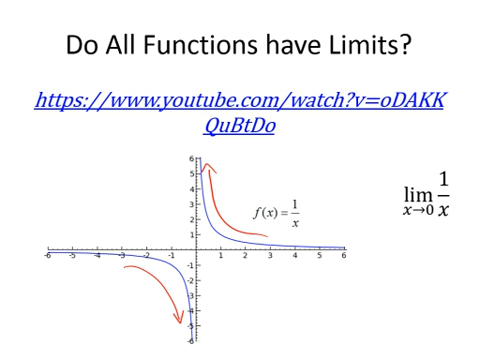 Do All Functions have Limits?
https://www.youtube.com/watch?v=oDAKK
QuBtDo
6
5
4
3
2
1
f(x) = 1/x
lim x→0 1/x
-6 -5 -4 -3 -2 -1 1 2 3 4 5 6
-1
-2
-3
-4
-5
-6